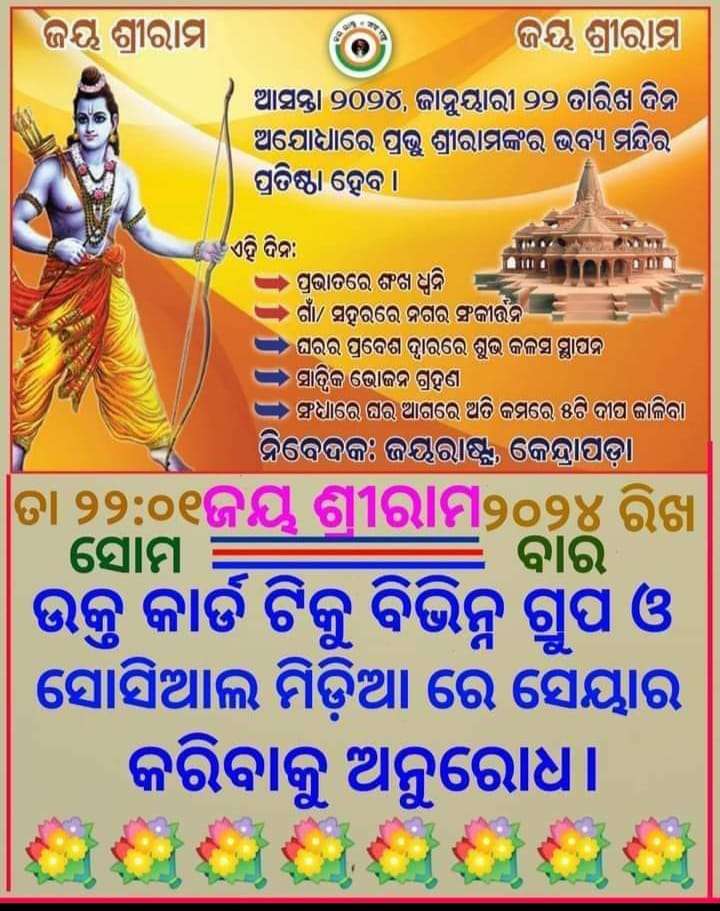 ଜୟ ଶ୍ରୀରାମ
ଜୟ ଶ୍ରୀରାମ
ଆସନ୍ତା ୨୦୨୪, ଜାନୁୟାରୀ ୨୨ ତାରିଖ ଦିନ
ଅଯୋଧ୍ୟାରେ ପ୍ରଭୁ ଶ୍ରୀରାମଙ୍କର ଭବ୍ୟ ମନ୍ଦିର
ପ୍ରତିଷ୍ଠା ହେବ ।
ଏହି ଦିନ:
ପ୍ରଭାତରେ ଶଂଖ ଧ୍ୱନି
ଗାଁ/ ସହରରେ ନଗର ସଂକୀର୍ତ୍ତନ
ଘରର ପ୍ରବେଶ ଦ୍ୱାରରେ ଶୁଭ କଳସ ସ୍ଥାପନ
ସାତ୍ତ୍ୱିକ ଭୋଜନ ଗ୍ରହଣ
ସଂଧ୍ୟାରେ ଘର ଆଗରେ ଅତି କମରେ ୫ଟି ଦୀପ ଜାଳିବା
ନିବେଦକ: ଜୟରାଷ୍ଟ୍ର, କେନ୍ଦ୍ରାପଡ଼ା
ତା ୨୨:୦୧ଜୟ ଶ୍ରୀରାମ୨୦୨୪ ରିଖ
ସୋମ ବାର
ଉକ୍ତ କାର୍ଡ ଟିକୁ ବିଭିନ୍ନ ଗ୍ରୁପ ଓ
ସୋସିଆଲ ମିଡ଼ିଆ ରେ ସେୟାର
କରିବାକୁ ଅନୁରୋଧ।